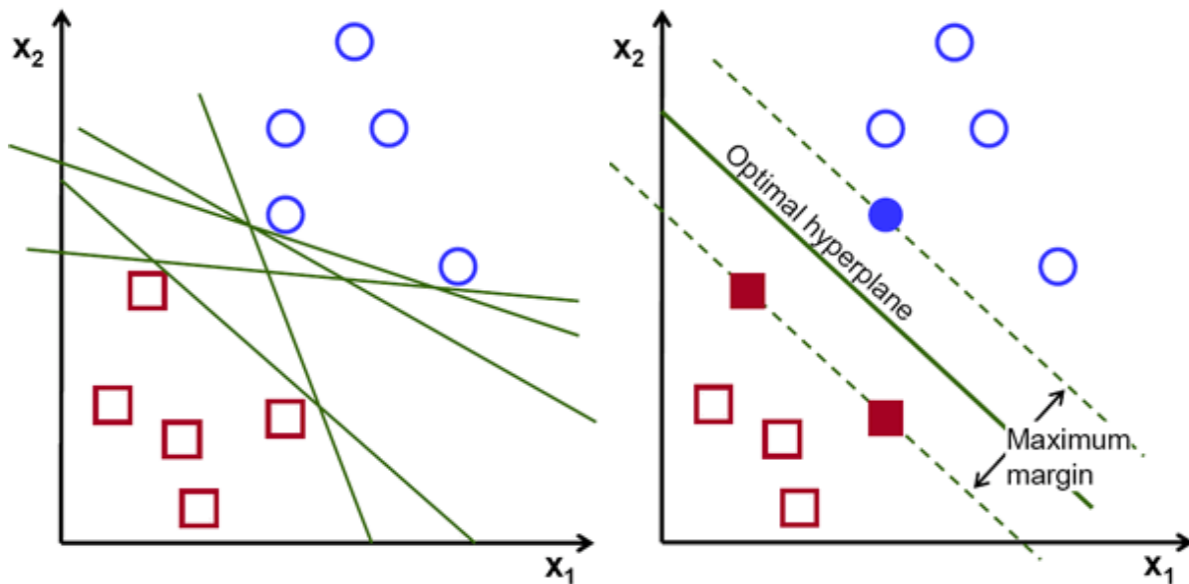 x₂
x₁
x₂
Optimal hyperplane
Maximum
margin
x₁